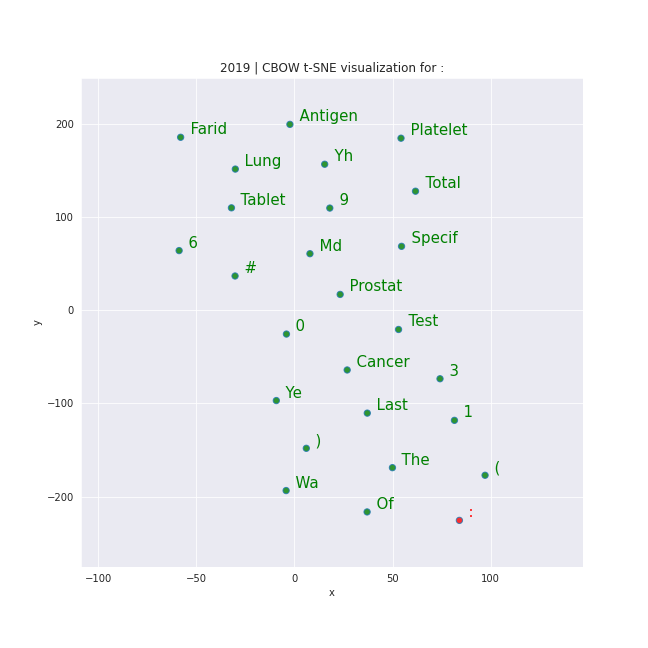 2019 | CBOW t-SNE visualization for :
Antigen
Farid
Platelet
Yh
Lung
Total
Tablet
9
Specif
6
Md
#
Prostat
Test
0
Cancer
3
Ye
Last
1
)
The
(
Wa
Of
:
200
100
0
−100
−200
y
−100
−50
0
50
100
x